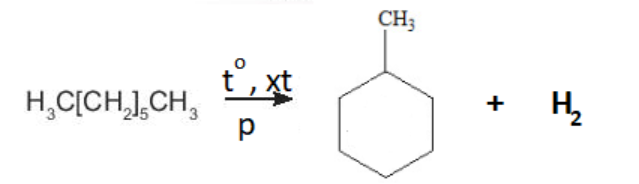 CH₃
H₃C[CH₂]₅CH₃ t°, xt p + H₂